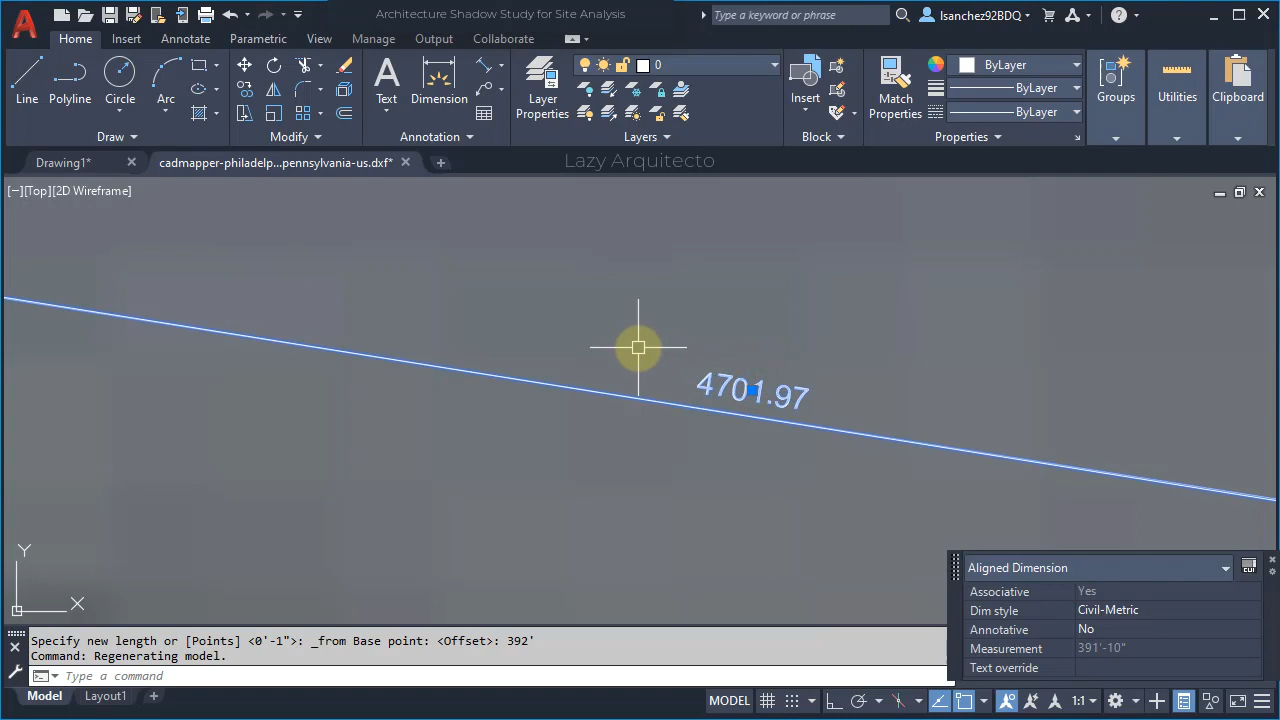 Architecture Shadow Study for Site Analysis
Type a keyword or phrase
lsanchez92BDQ
Home Insert Annotate Parametric View Manage Output Collaborate
Line Polyline Circle Arc
Text Dimension
Layer Properties
0
Insert
Match Properties
ByLayer
ByLayer
ByLayer
Groups Utilities Clipboard
Draw Modify Annotation Layers Block Properties
Drawing1* cadmapper-philadelp...pennsylvania-us.dxf*
Lazy Arquitecto
[−][Top][2D Wireframe]
4701.97
Y
X
Aligned Dimension
CUI
Associative Yes
Dim style Civil-Metric
Annotative No
Measurement 391'-10"
Text override
Specify new length or [Points] <0'-1">: _from Base point: <Offset>: 392'
Command: Regenerating model.
Type a command
Model Layout1
MODEL 1:1